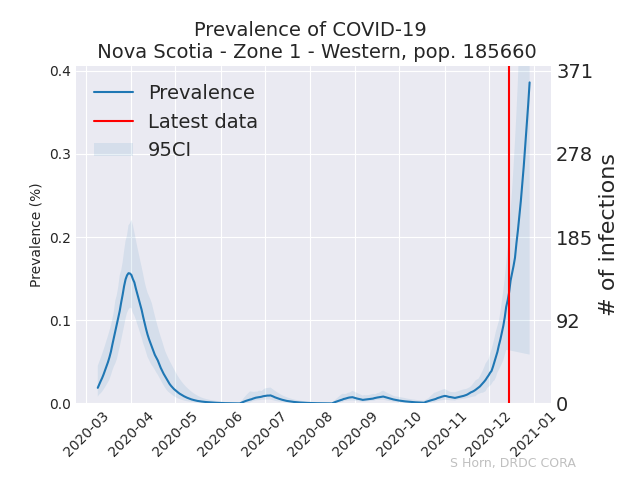 Prevalence of COVID-19
Nova Scotia - Zone 1 - Western, pop. 185660
Prevalence
Latest data
95CI
Prevalence (%)
0.4
0.3
0.2
0.1
0.0
371
278
185
92
0
# of infections
2020-03
2020-04
2020-05
2020-06
2020-07
2020-08
2020-09
2020-10
2020-11
2020-12
2021-01
S Horn, DRDC CORA